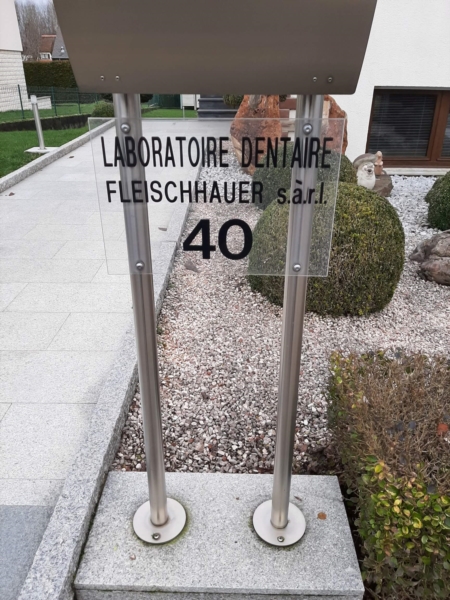 LABORATOIRE DENTAIRE
FLEISCHHAUER s.à.r.l.
40